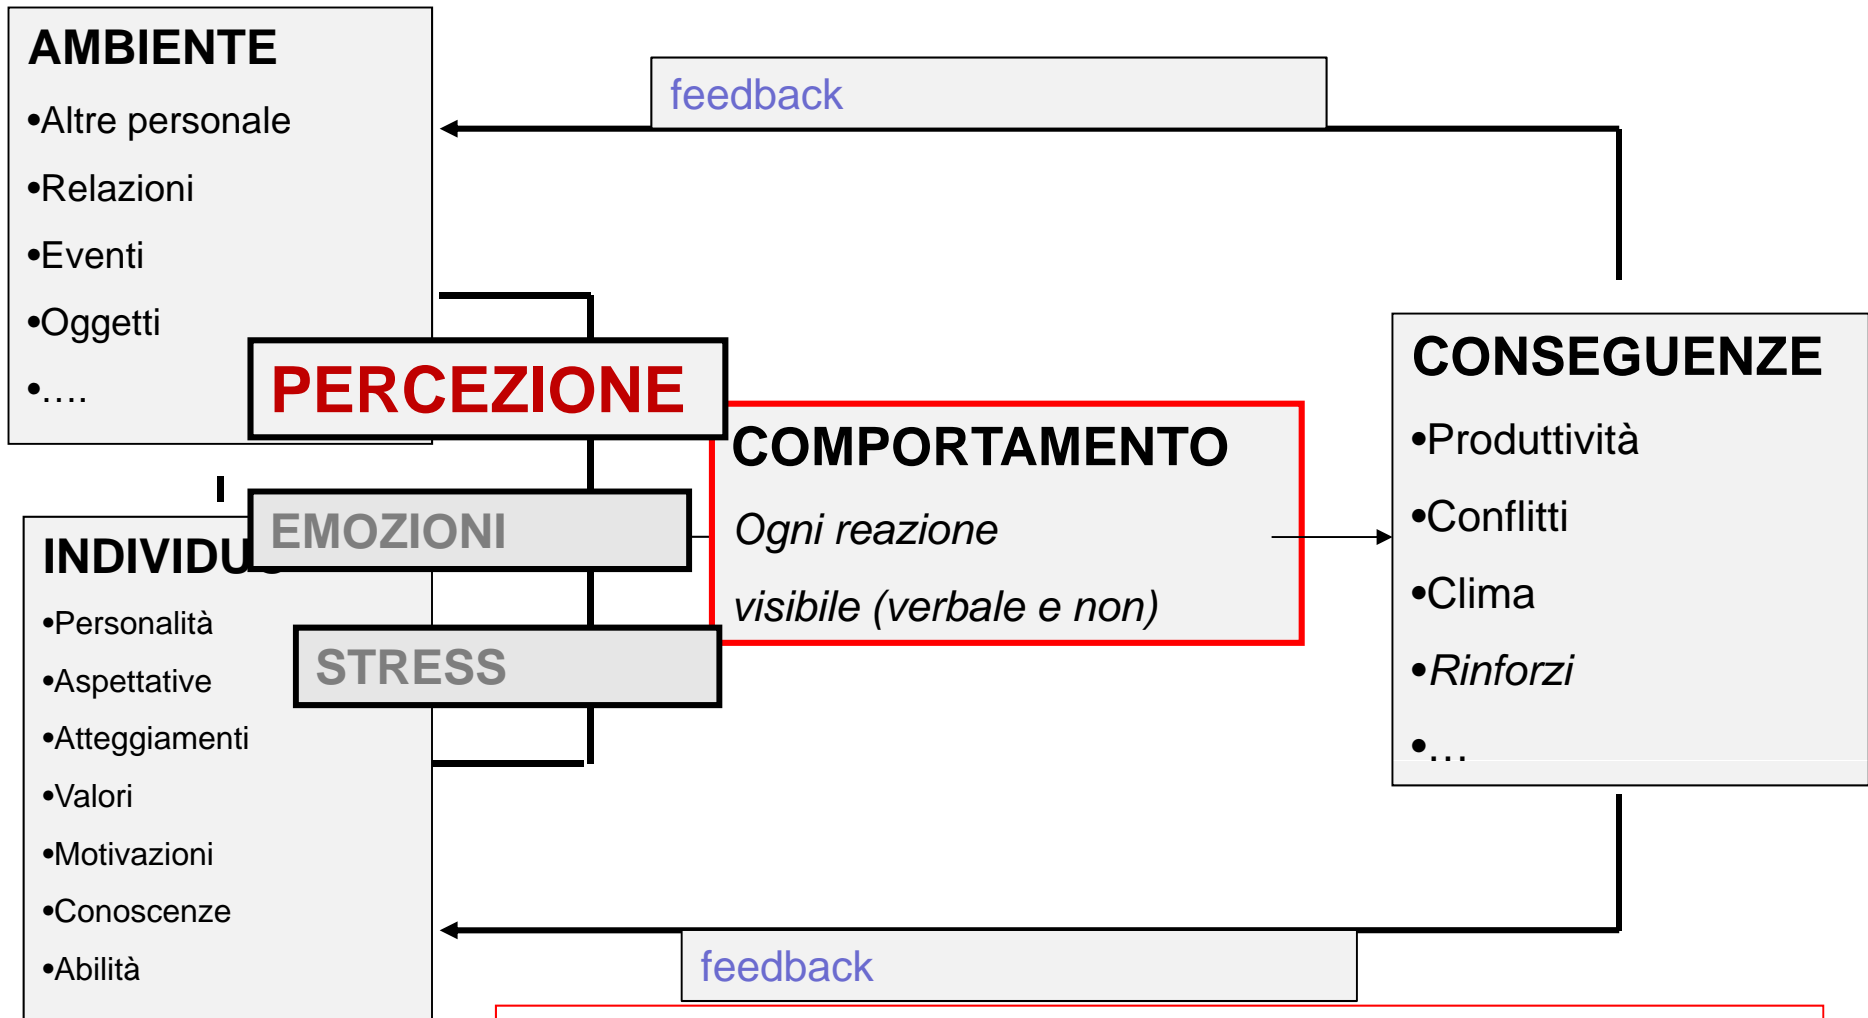 AMBIENTE
•Altre personale
•Relazioni
•Eventi
•Oggetti
•….
feedback
PERCEZIONE
EMOZIONI
STRESS
INDIVIDU
•Personalità
•Aspettative
•Atteggiamenti
•Valori
•Motivazioni
•Conoscenze
•Abilità
COMPORTAMENTO
Ogni reazione
visibile (verbale e non)
CONSEGUENZE
•Produttività
•Conflitti
•Clima
•Rinforzi
•…
feedback